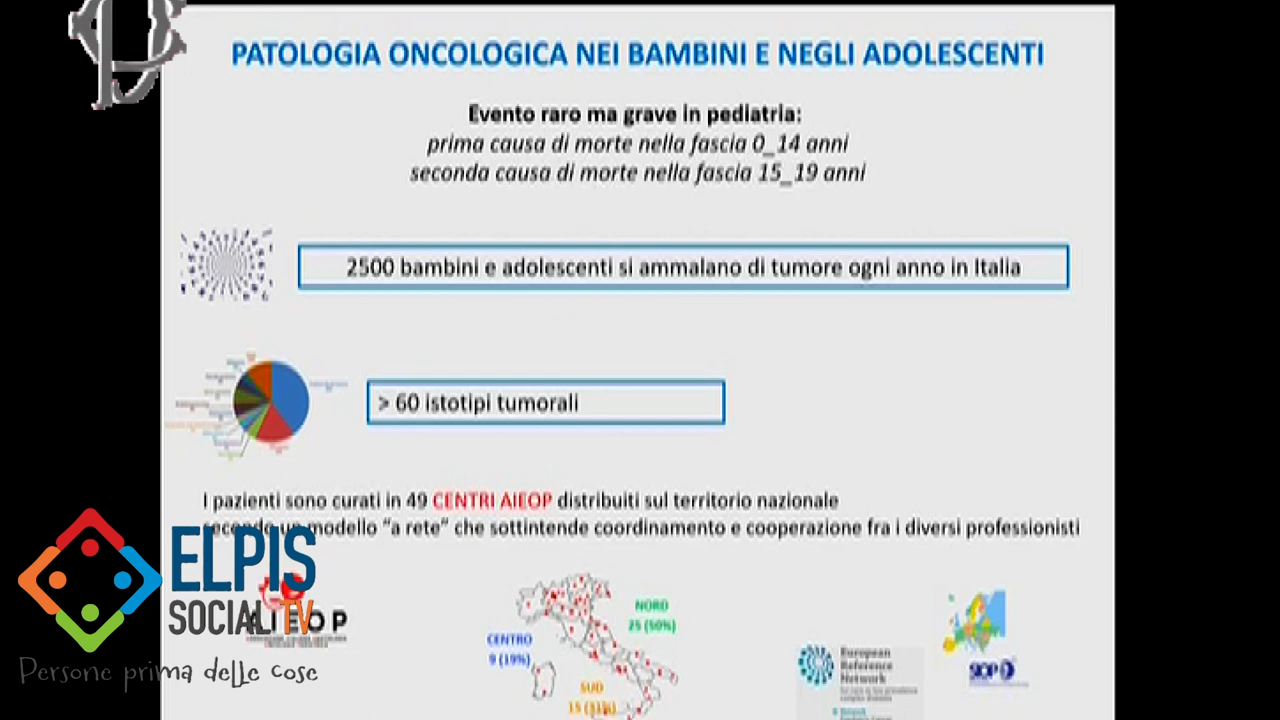 PATOLOGIA ONCOLOGICA NEI BAMBINI E NEGLI ADOLESCENTI
Evento raro ma grave in pediatria:
prima causa di morte nella fascia 0_14 anni
seconda causa di morte nella fascia 15_19 anni
2500 bambini e adolescenti si ammalano di tumore ogni anno in Italia
> 60 istotipi tumorali
I pazienti sono curati in 49 CENTRI AIEOP distribuiti sul territorio nazionale
secondo un modello “a rete” che sottintende coordinamento e cooperazione fra i diversi professionisti
ELPIS
SOCIAL TV
Persone prima delle cose
AIEOP
NORD
25 (50%)
CENTRO
9 (19%)
SUD
15 (31%)
European
Reference
Network
SIOP